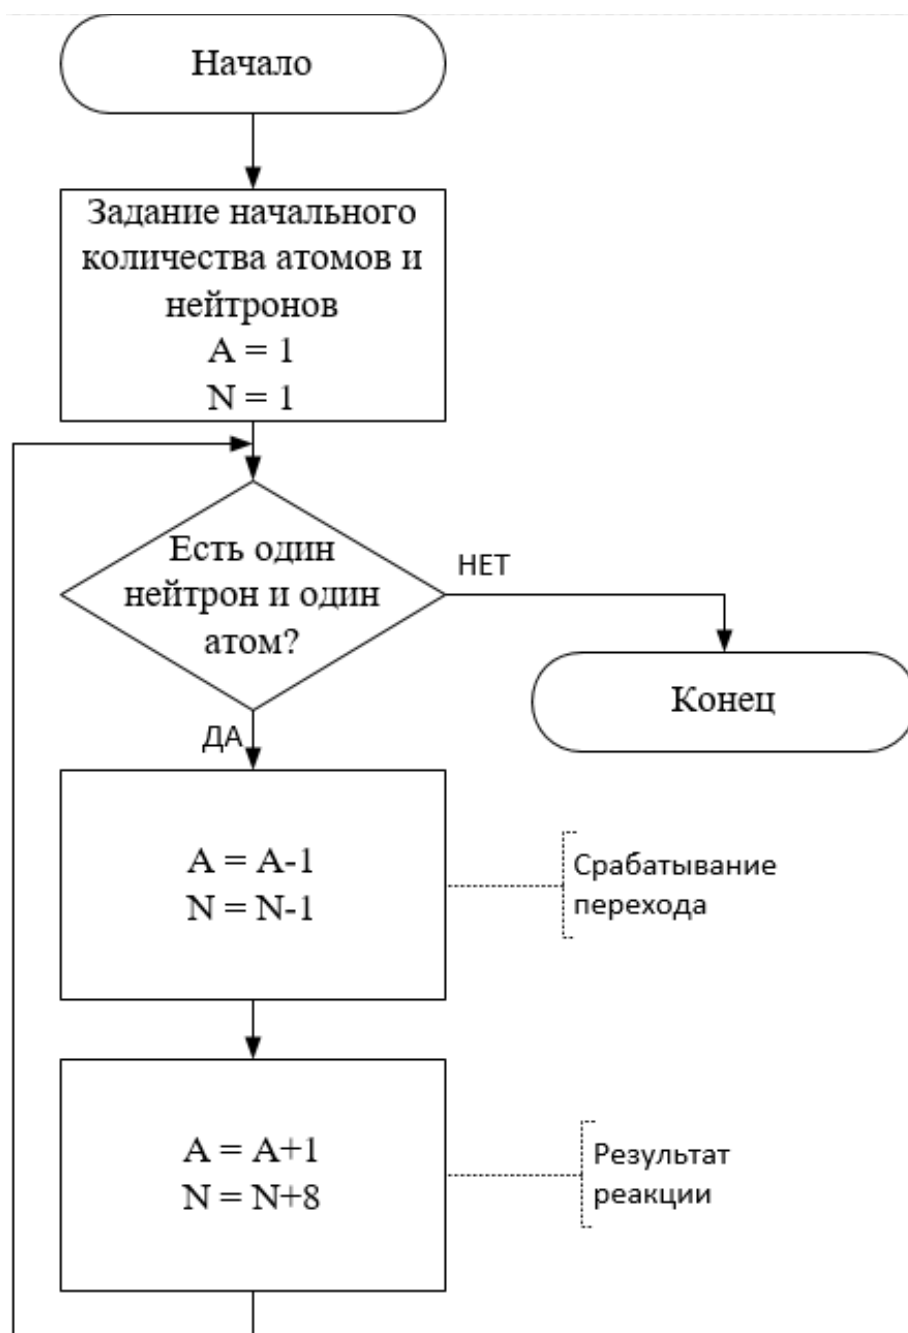 Начало
Задание начального
количества атомов и
нейтронов
A = 1
N = 1
Есть один
нейтрон и один
атом?
НЕТ
Конец
ДА
A = A-1
N = N-1
Срабатывание
перехода
A = A+1
N = N+8
Результат
реакции